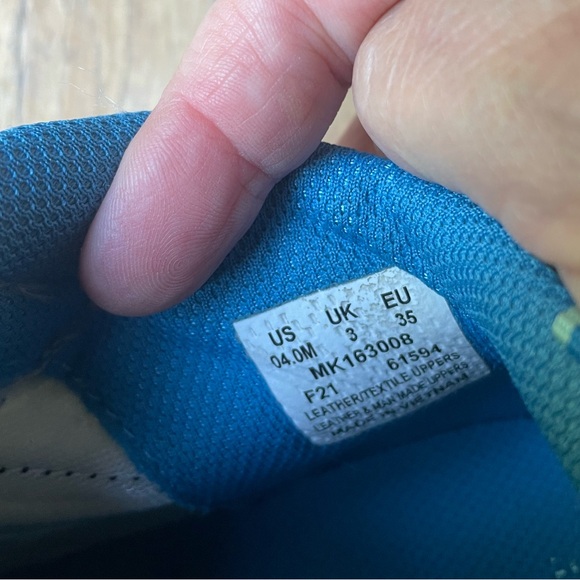 US UK EU
04.0M 3 35
MK163008
F21 61594
LEATHER/TEXTILE UPPERS
LEATHER & MAN MADE UPPERS
MADE IN VIETNAM